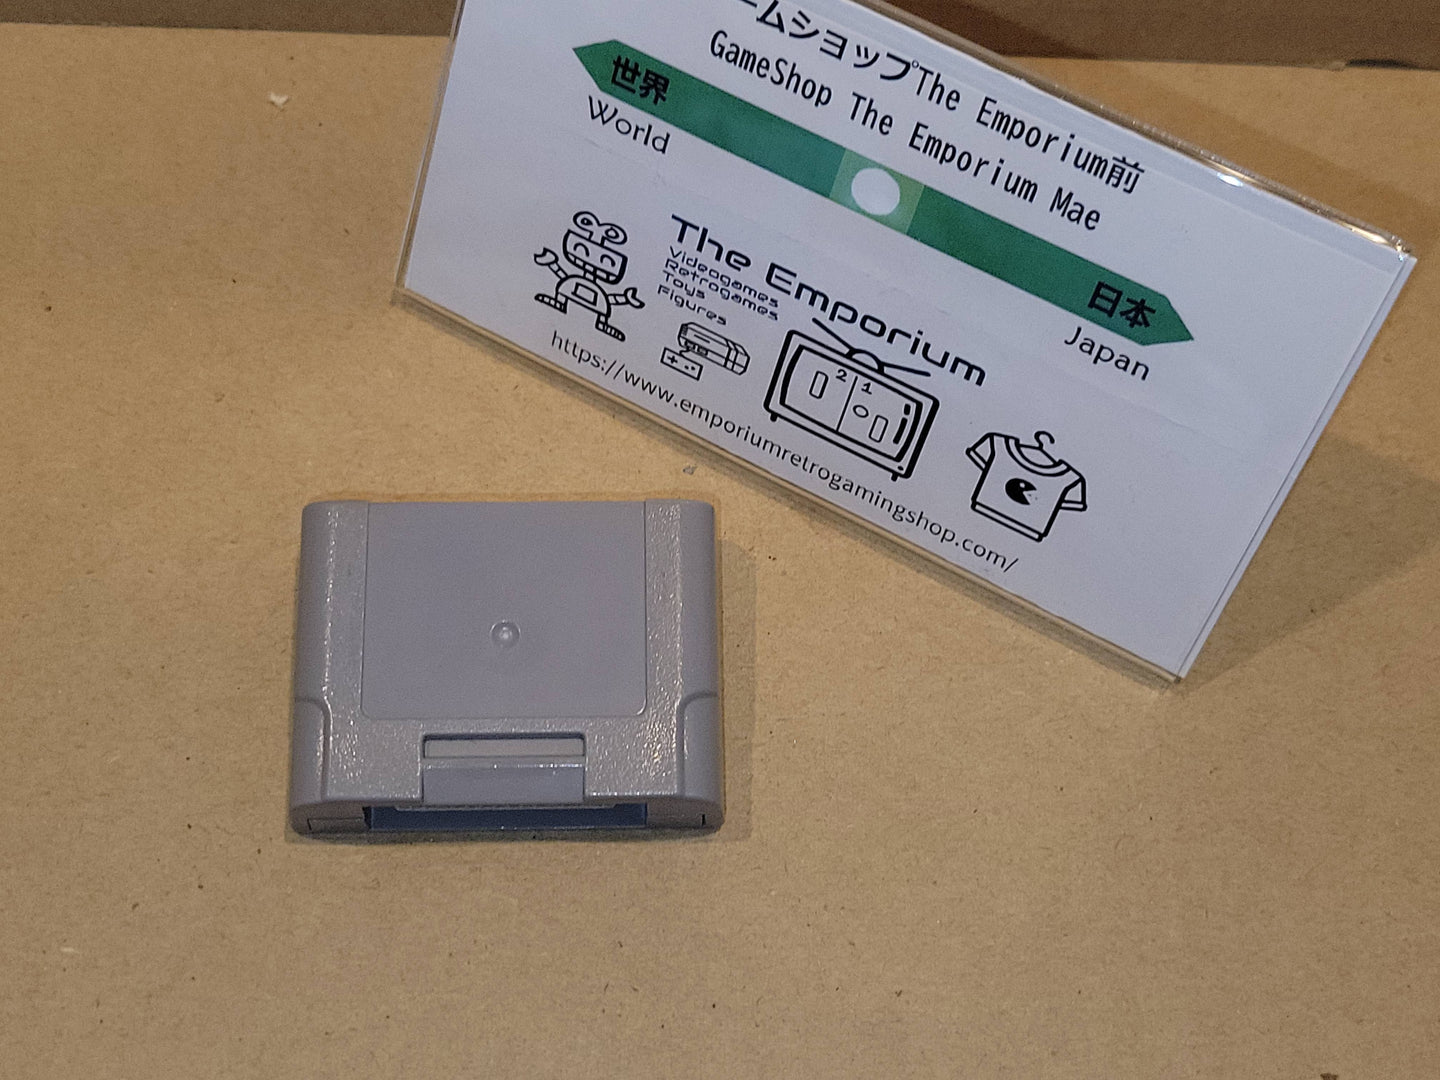 ームショップThe Emporium前
GameShop The Emporium Mae
世界
World
日本
Japan
The Emporium
Videogames
Retrogames
Toys
Figures
2 1
https://www.emporiumretrogamingshop.com/